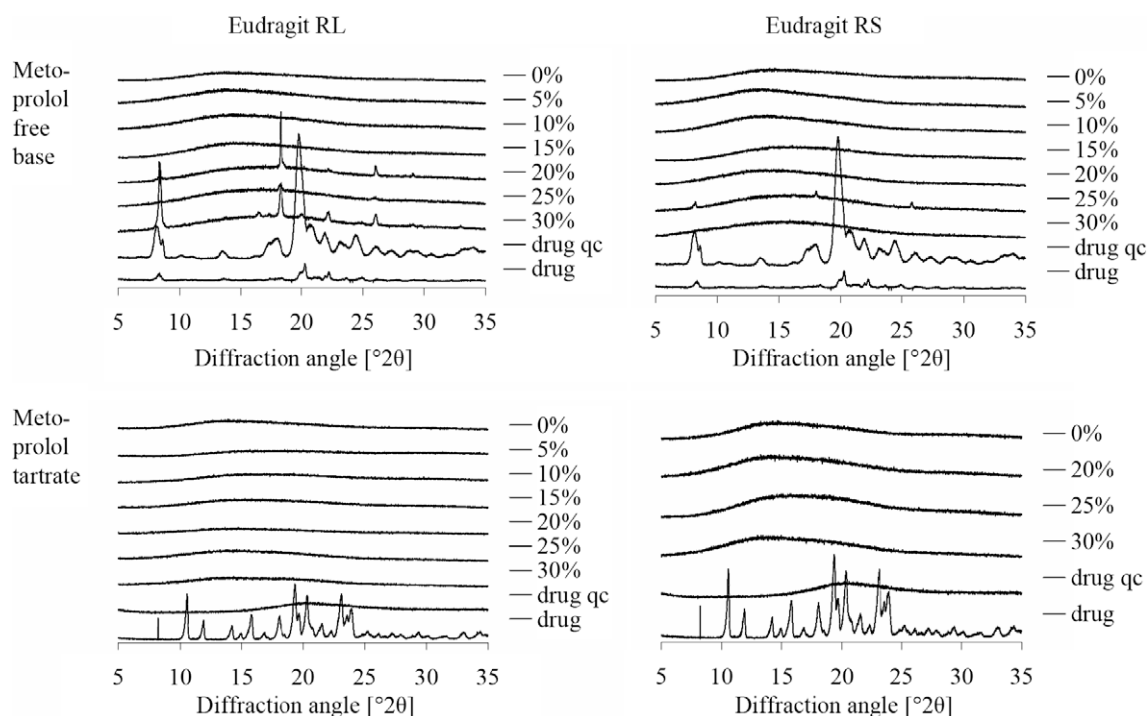 Eudragit RL
Eudragit RS
Meto-
prolol
free
base
0%
5%
10%
15%
20%
25%
30%
drug qc
drug
5 10 15 20 25 30 35
Diffraction angle [°2θ]
0%
5%
10%
15%
20%
25%
30%
drug qc
drug
5 10 15 20 25 30 35
Diffraction angle [°2θ]
Meto-
prolol
tartrate
0%
5%
10%
15%
20%
25%
30%
drug qc
drug
5 10 15 20 25 30 35
Diffraction angle [°2θ]
0%
20%
25%
30%
drug qc
drug
5 10 15 20 25 30 35
Diffraction angle [°2θ]